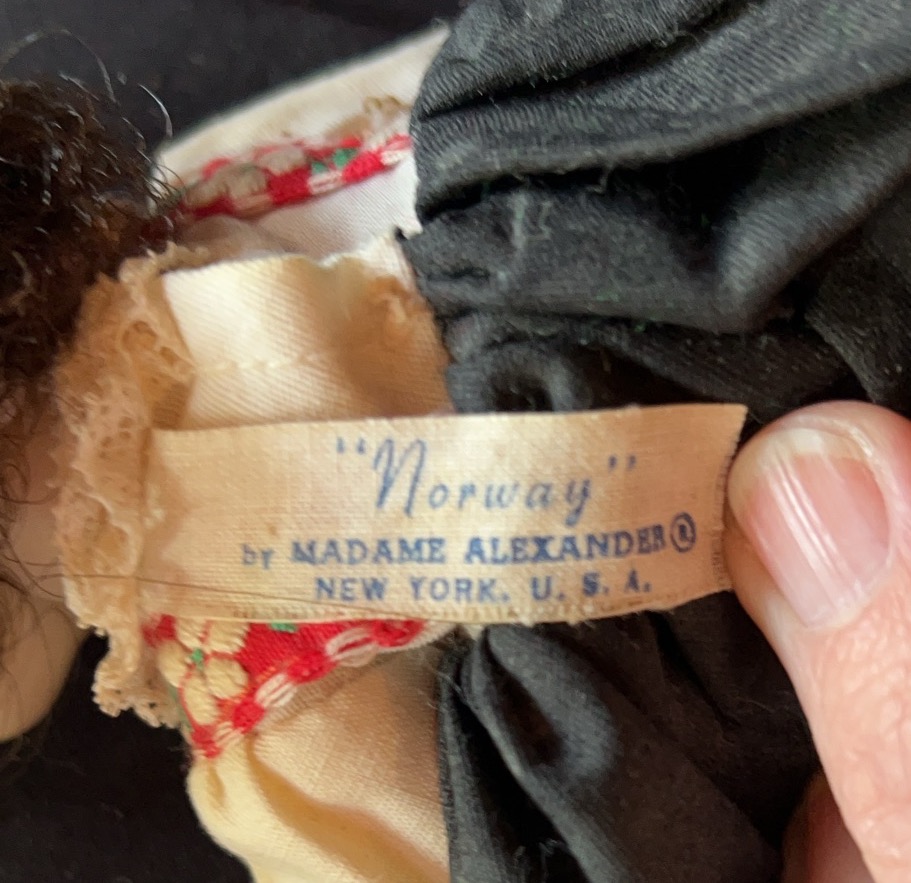 "Norway"
by MADAME ALEXANDER®
NEW YORK. U. S. A.